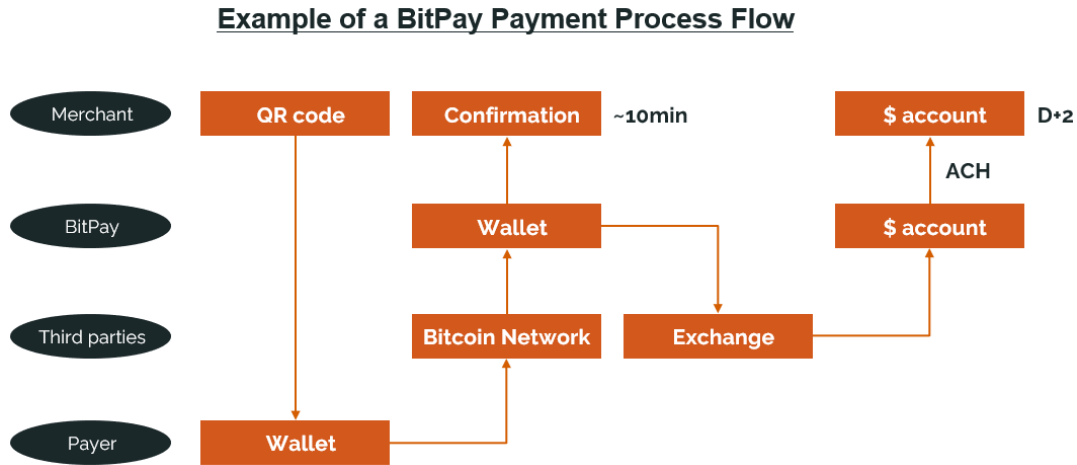 Example of a BitPay Payment Process Flow
Merchant
QR code
Confirmation
~10min
$ account
D+2
ACH
BitPay
Wallet
$ account
Third parties
Bitcoin Network
Exchange
Payer
Wallet